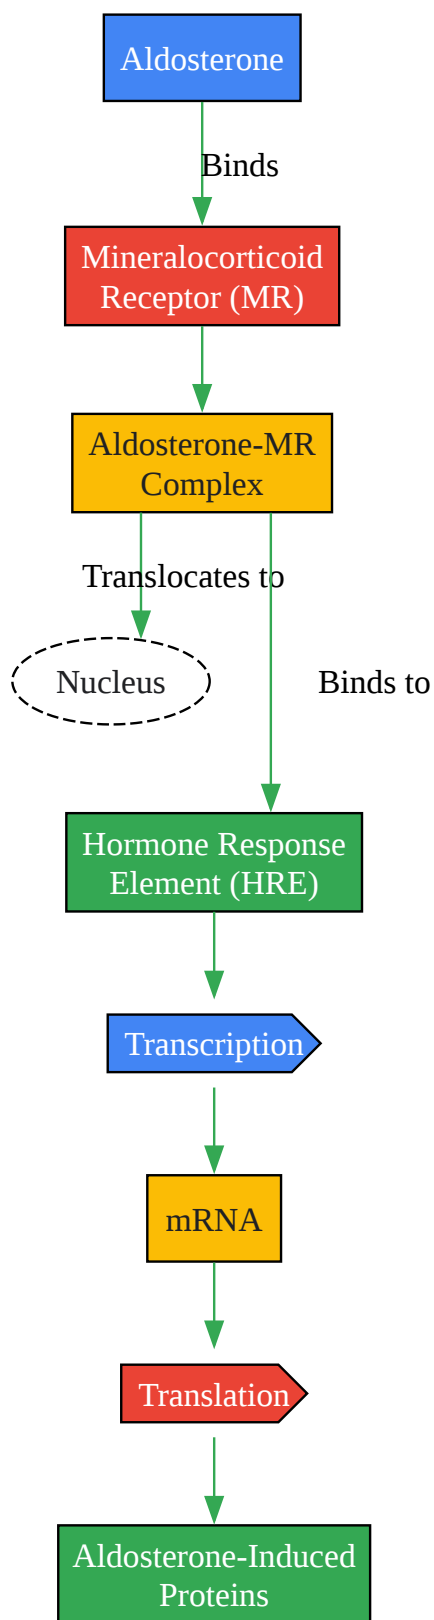 Aldosterone
Binds
Mineralocorticoid
Receptor (MR)
Aldosterone-MR
Complex
Translocates to
Nucleus
Binds to
Hormone Response
Element (HRE)
Transcription
mRNA
Translation
Aldosterone-Induced
Proteins